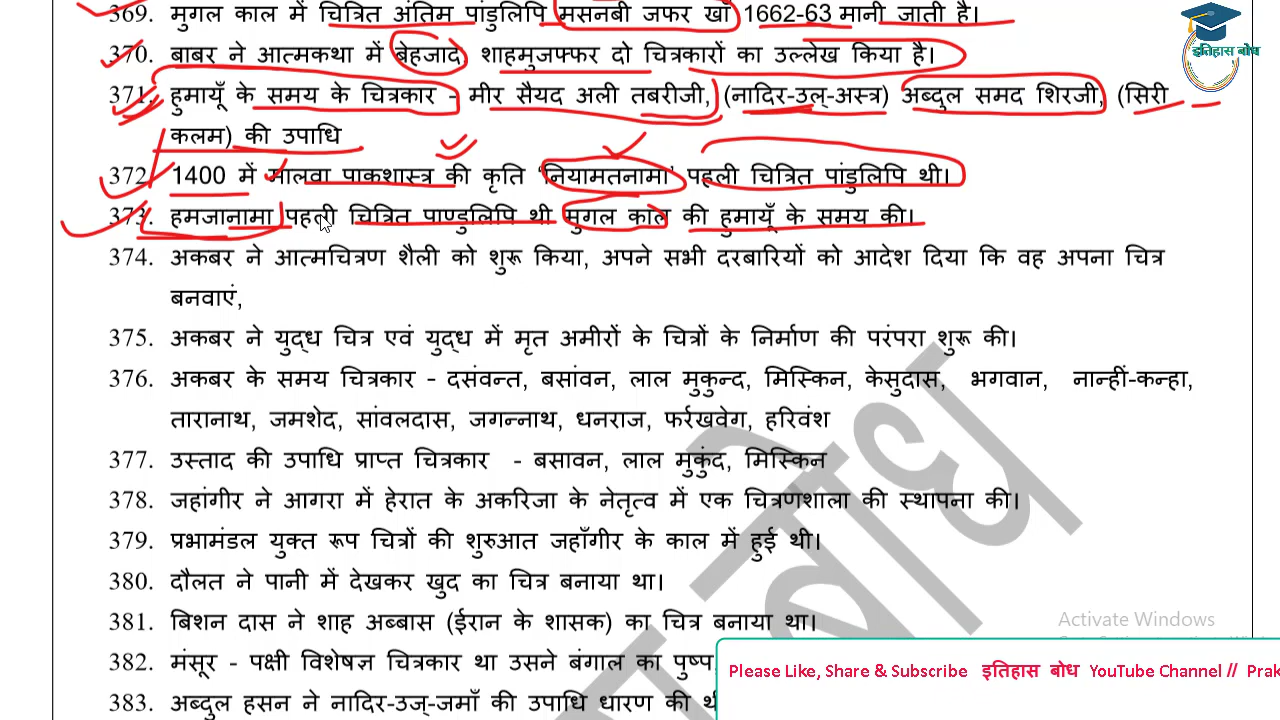 369. मुगल काल में चित्रित अंतिम पांडुलिपि मसनबी जफर खाँ 1662-63 मानी जाती है।
इतिहास बोध
370. बाबर ने आत्मकथा में बेहजाद शाहमुजफ्फर दो चित्रकारों का उल्लेख किया है।
371. हुमायूँ के समय के चित्रकार - मीर सैयद अली तबरीजी, (नादिर-उल्-अस्त्र) अब्दुल समद शिरजी, (सिरी
कलम) की उपाधि
372. 1400 में मालवा पाकशास्त्र की कृति 'नियामतनामा' पहली चित्रित पांडुलिपि थी।
373. हमजानामा पहली चित्रित पाण्डुलिपि थी मुगल काल की हुमायूँ के समय की।
374. अकबर ने आत्मचित्रण शैली को शुरू किया, अपने सभी दरबारियों को आदेश दिया कि वह अपना चित्र
बनवाएं,
375. अकबर ने युद्ध चित्र एवं युद्ध में मृत अमीरों के चित्रों के निर्माण की परंपरा शुरू की।
376. अकबर के समय चित्रकार - दसंवन्त, बसांवन, लाल मुकुन्द, मिस्किन, केसुदास, भगवान, नान्हीं-कन्हा,
तारानाथ, जमशेद, सांवलदास, जगन्नाथ, धनराज, फर्रखवेग, हरिवंश
377. उस्ताद की उपाधि प्राप्त चित्रकार - बसावन, लाल मुकुंद, मिस्किन
378. जहांगीर ने आगरा में हेरात के अकरिजा के नेतृत्व में एक चित्रणशाला की स्थापना की।
379. प्रभामंडल युक्त रूप चित्रों की शुरुआत जहाँगीर के काल में हुई थी।
380. दौलत ने पानी में देखकर खुद का चित्र बनाया था।
381. बिशन दास ने शाह अब्बास (ईरान के शासक) का चित्र बनाया था।
Activate Windows
382. मंसूर - पक्षी विशेषज्ञ चित्रकार था उसने बंगाल का पुष्प
Please Like, Share & Subscribe इतिहास बोध YouTube Channel // Prak
383. अब्दुल हसन ने नादिर-उज्-जमाँ की उपाधि धारण की
बोध